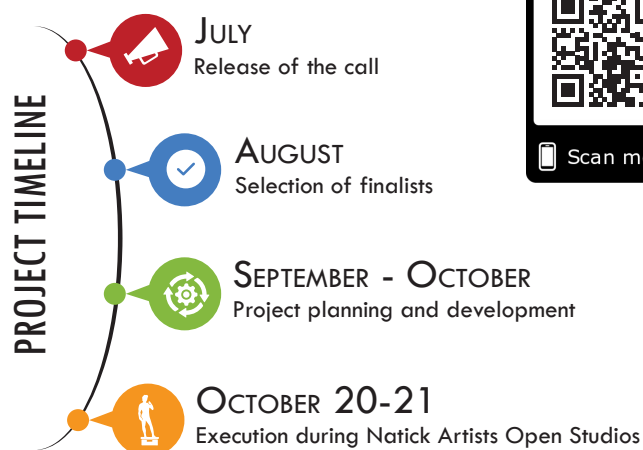 PROJECT TIMELINE
JULY
Release of the call
AUGUST
Selection of finalists
SEPTEMBER - OCTOBER
Project planning and development
OCTOBER 20-21
Execution during Natick Artists Open Studios
Scan